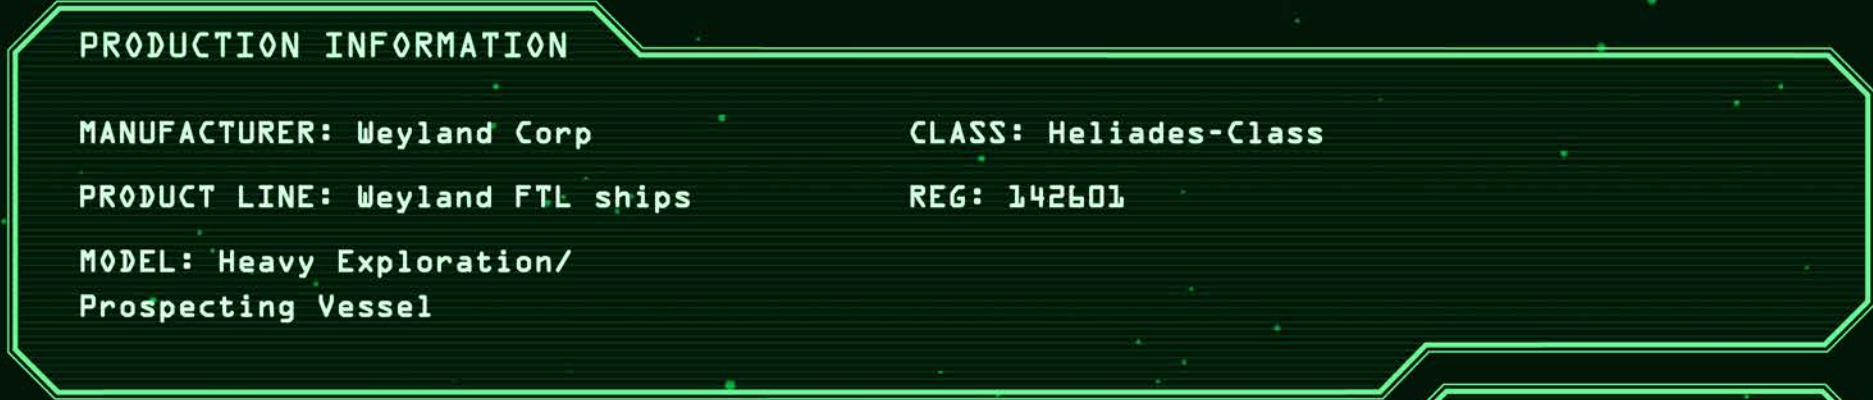 PRODUCTION INFORMATION
MANUFACTURER: Weyland Corp
CLASS: Heliades-Class
PRODUCT LINE: Weyland FTL ships
REG: 142601
MODEL: Heavy Exploration/
Prospecting Vessel